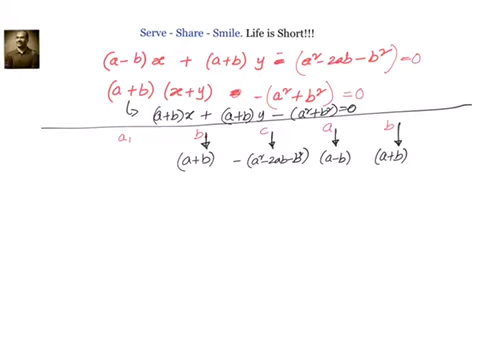 Serve - Share - Smile. Life is Short!!!
(a-b) x + (a+b) y = (a²-2ab-b²)=0
(a+b) (x+y) - (a²+b²)=0
↳ (a+b)x + (a+b)y - (a²+b²)=0
a₁ b c a b
(a+b) -(a²-2ab-b²) (a-b) (a+b)